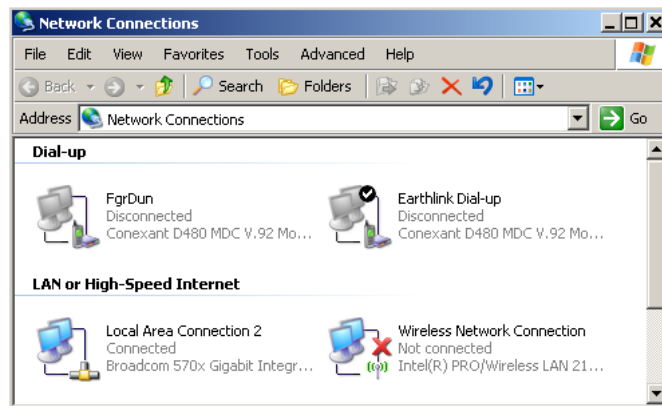 Network Connections
File Edit View Favorites Tools Advanced Help
Back Search Folders
Address Network Connections Go
Dial-up
FgrDun
Disconnected
Conexant D480 MDC V.92 Mo...
Earthlink Dial-up
Disconnected
Conexant D480 MDC V.92 Mo...
LAN or High-Speed Internet
Local Area Connection 2
Connected
Broadcom 570x Gigabit Integr...
Wireless Network Connection
Not connected
Intel(R) PRO/Wireless LAN 21...